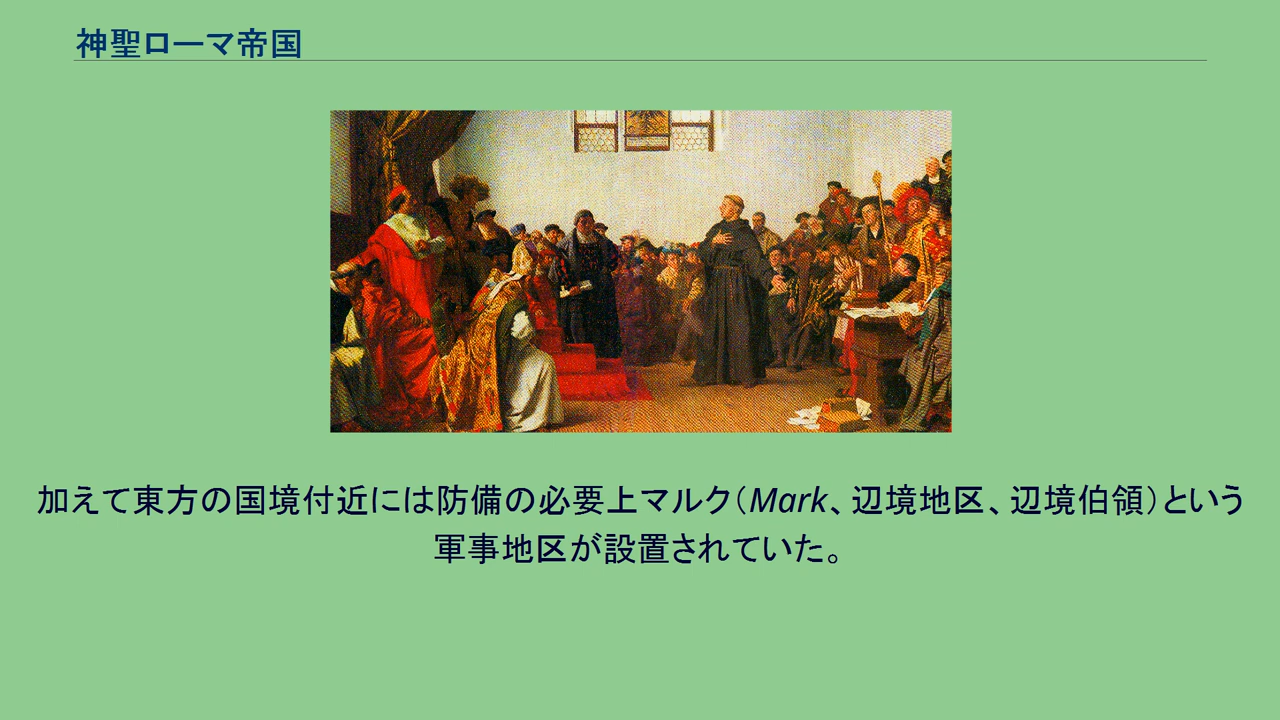 神聖ローマ帝国
加えて東方の国境付近には防備の必要上マルク（Mark、辺境地区、辺境伯領）という
軍事地区が設置されていた。